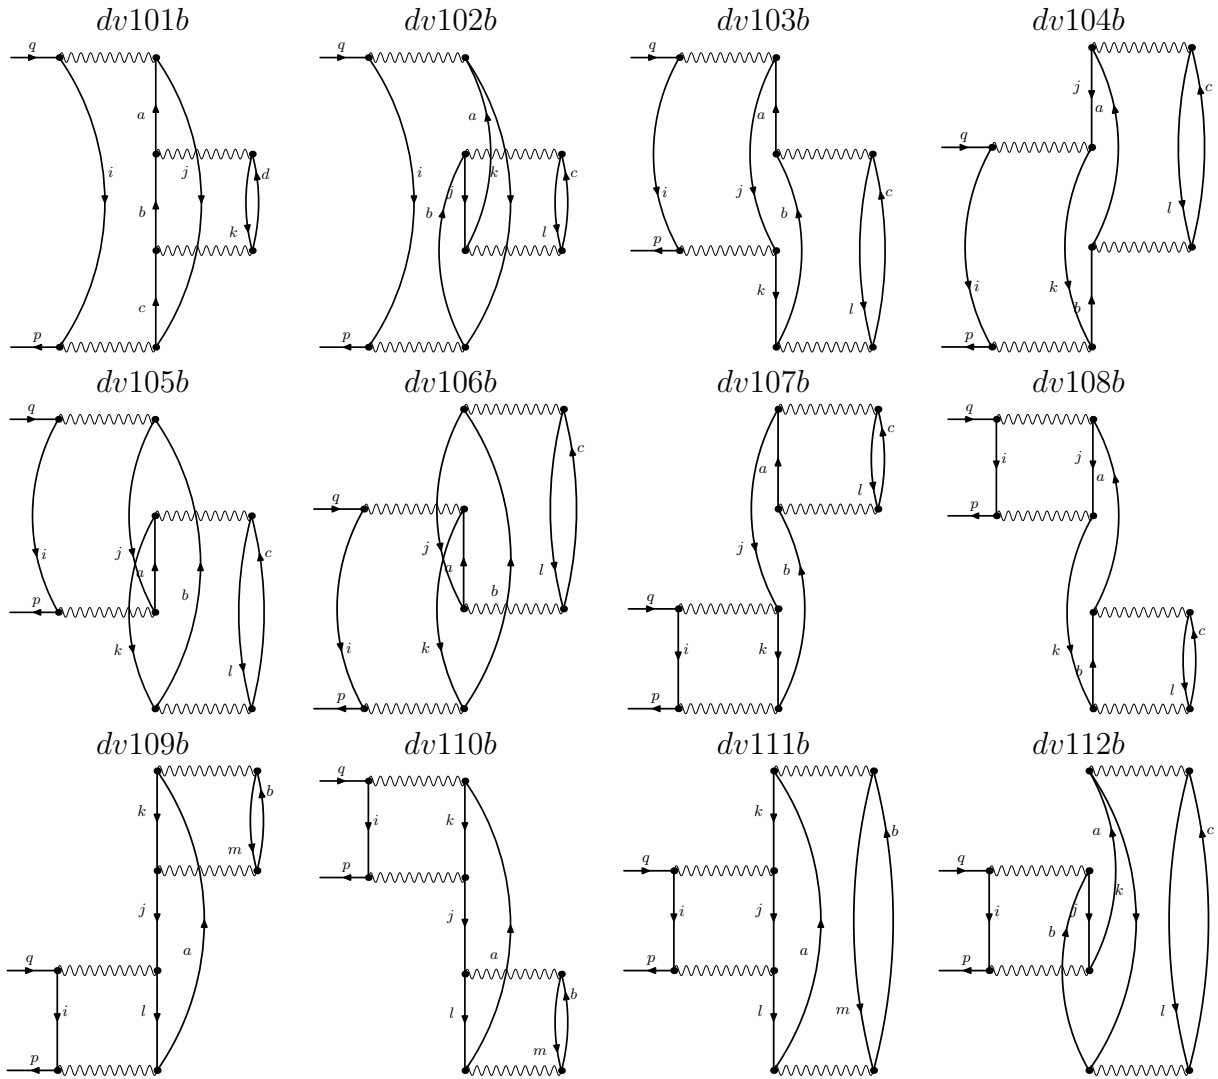 dv101b dv102b dv103b dv104b
q i a j d b k c p
q i a k c j b l p
q a i j b c p k l
j a c q l i k b p
dv105b dv106b dv107b dv108b
q j i a c b p k l
q c j a l b k i p
c a l j b q k i p
q j i a p k c b l
dv109b dv110b dv111b dv112b
k b m j q a i l p
q k i p j a b l m
k b q i j a p m l
a c k q i j b l p